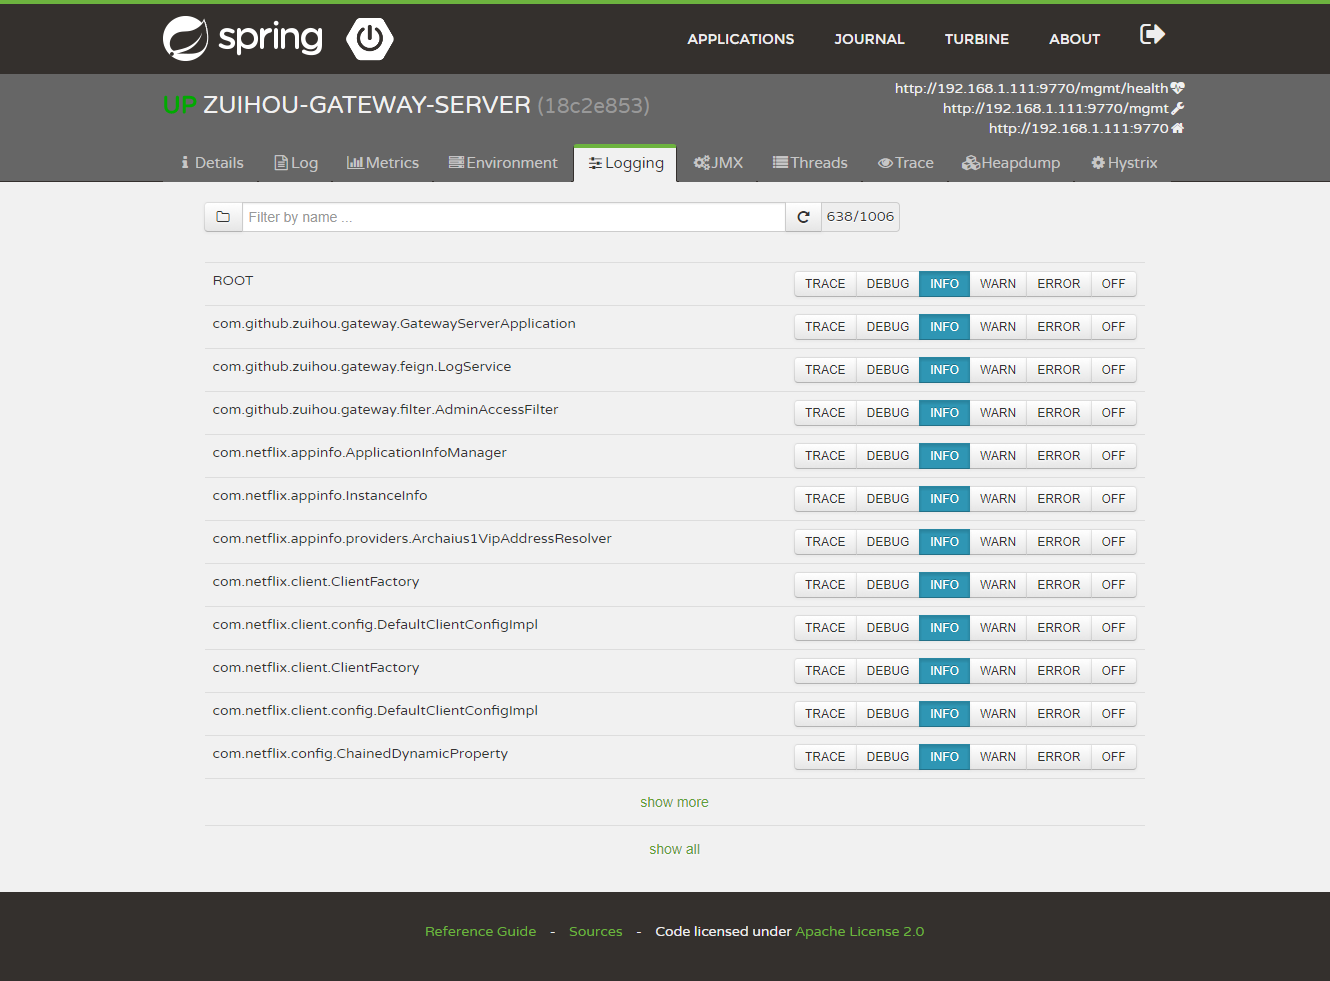 spring
APPLICATIONS JOURNAL TURBINE ABOUT
UP ZUIHOU-GATEWAY-SERVER (18c2e853)
http://192.168.1.111:9770/mgmt/health
http://192.168.1.111:9770/mgmt
http://192.168.1.111:9770
Details Log Metrics Environment Logging JMX Threads Trace Heapdump Hystrix
Filter by name ... 638/1006
ROOT TRACE DEBUG INFO WARN ERROR OFF
com.github.zuihou.gateway.GatewayServerApplication TRACE DEBUG INFO WARN ERROR OFF
com.github.zuihou.gateway.feign.LogService TRACE DEBUG INFO WARN ERROR OFF
com.github.zuihou.gateway.filter.AdminAccessFilter TRACE DEBUG INFO WARN ERROR OFF
com.netflix.appinfo.ApplicationInfoManager TRACE DEBUG INFO WARN ERROR OFF
com.netflix.appinfo.InstanceInfo TRACE DEBUG INFO WARN ERROR OFF
com.netflix.appinfo.providers.Archaius1VipAddressResolver TRACE DEBUG INFO WARN ERROR OFF
com.netflix.client.ClientFactory TRACE DEBUG INFO WARN ERROR OFF
com.netflix.client.config.DefaultClientConfigImpl TRACE DEBUG INFO WARN ERROR OFF
com.netflix.client.ClientFactory TRACE DEBUG INFO WARN ERROR OFF
com.netflix.client.config.DefaultClientConfigImpl TRACE DEBUG INFO WARN ERROR OFF
com.netflix.config.ChainedDynamicProperty TRACE DEBUG INFO WARN ERROR OFF
show more
show all
Reference Guide - Sources - Code licensed under Apache License 2.0